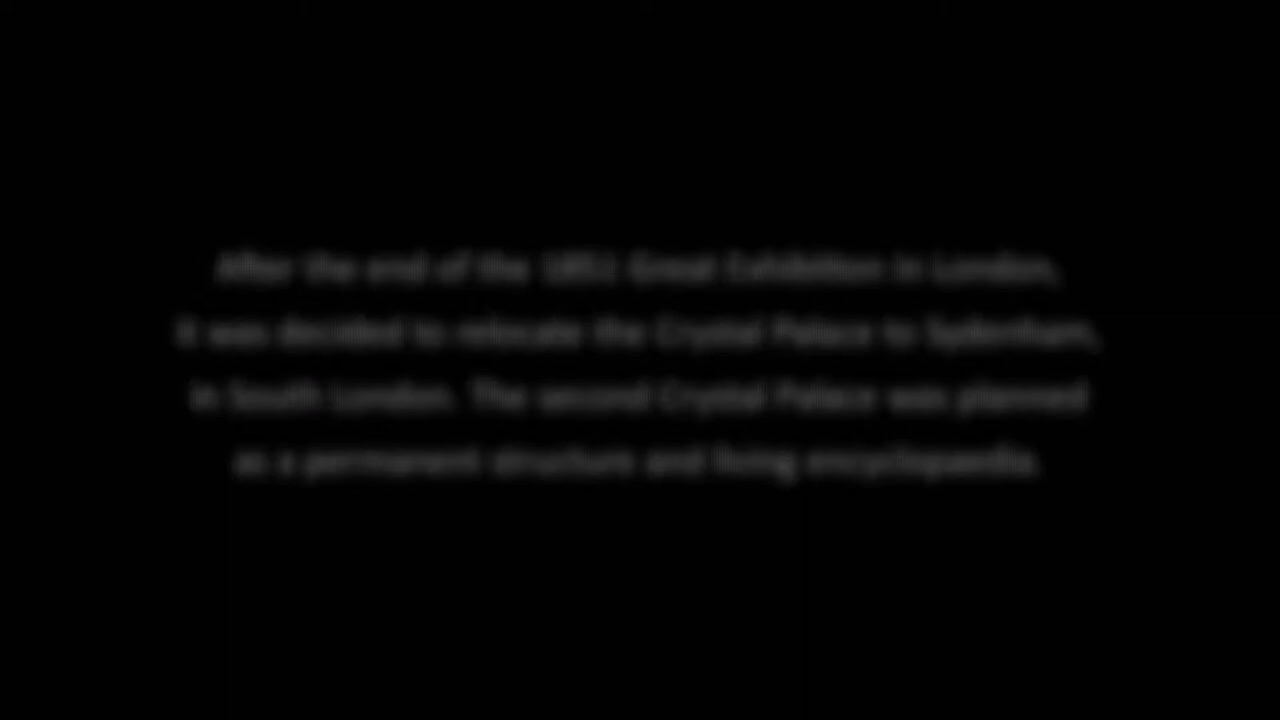 After the end of the 1851 Great Exhibition in London,
it was decided to relocate the Crystal Palace to Sydenham,
in South London. The second Crystal Palace was planned
as a permanent structure and living encyclopaedia.